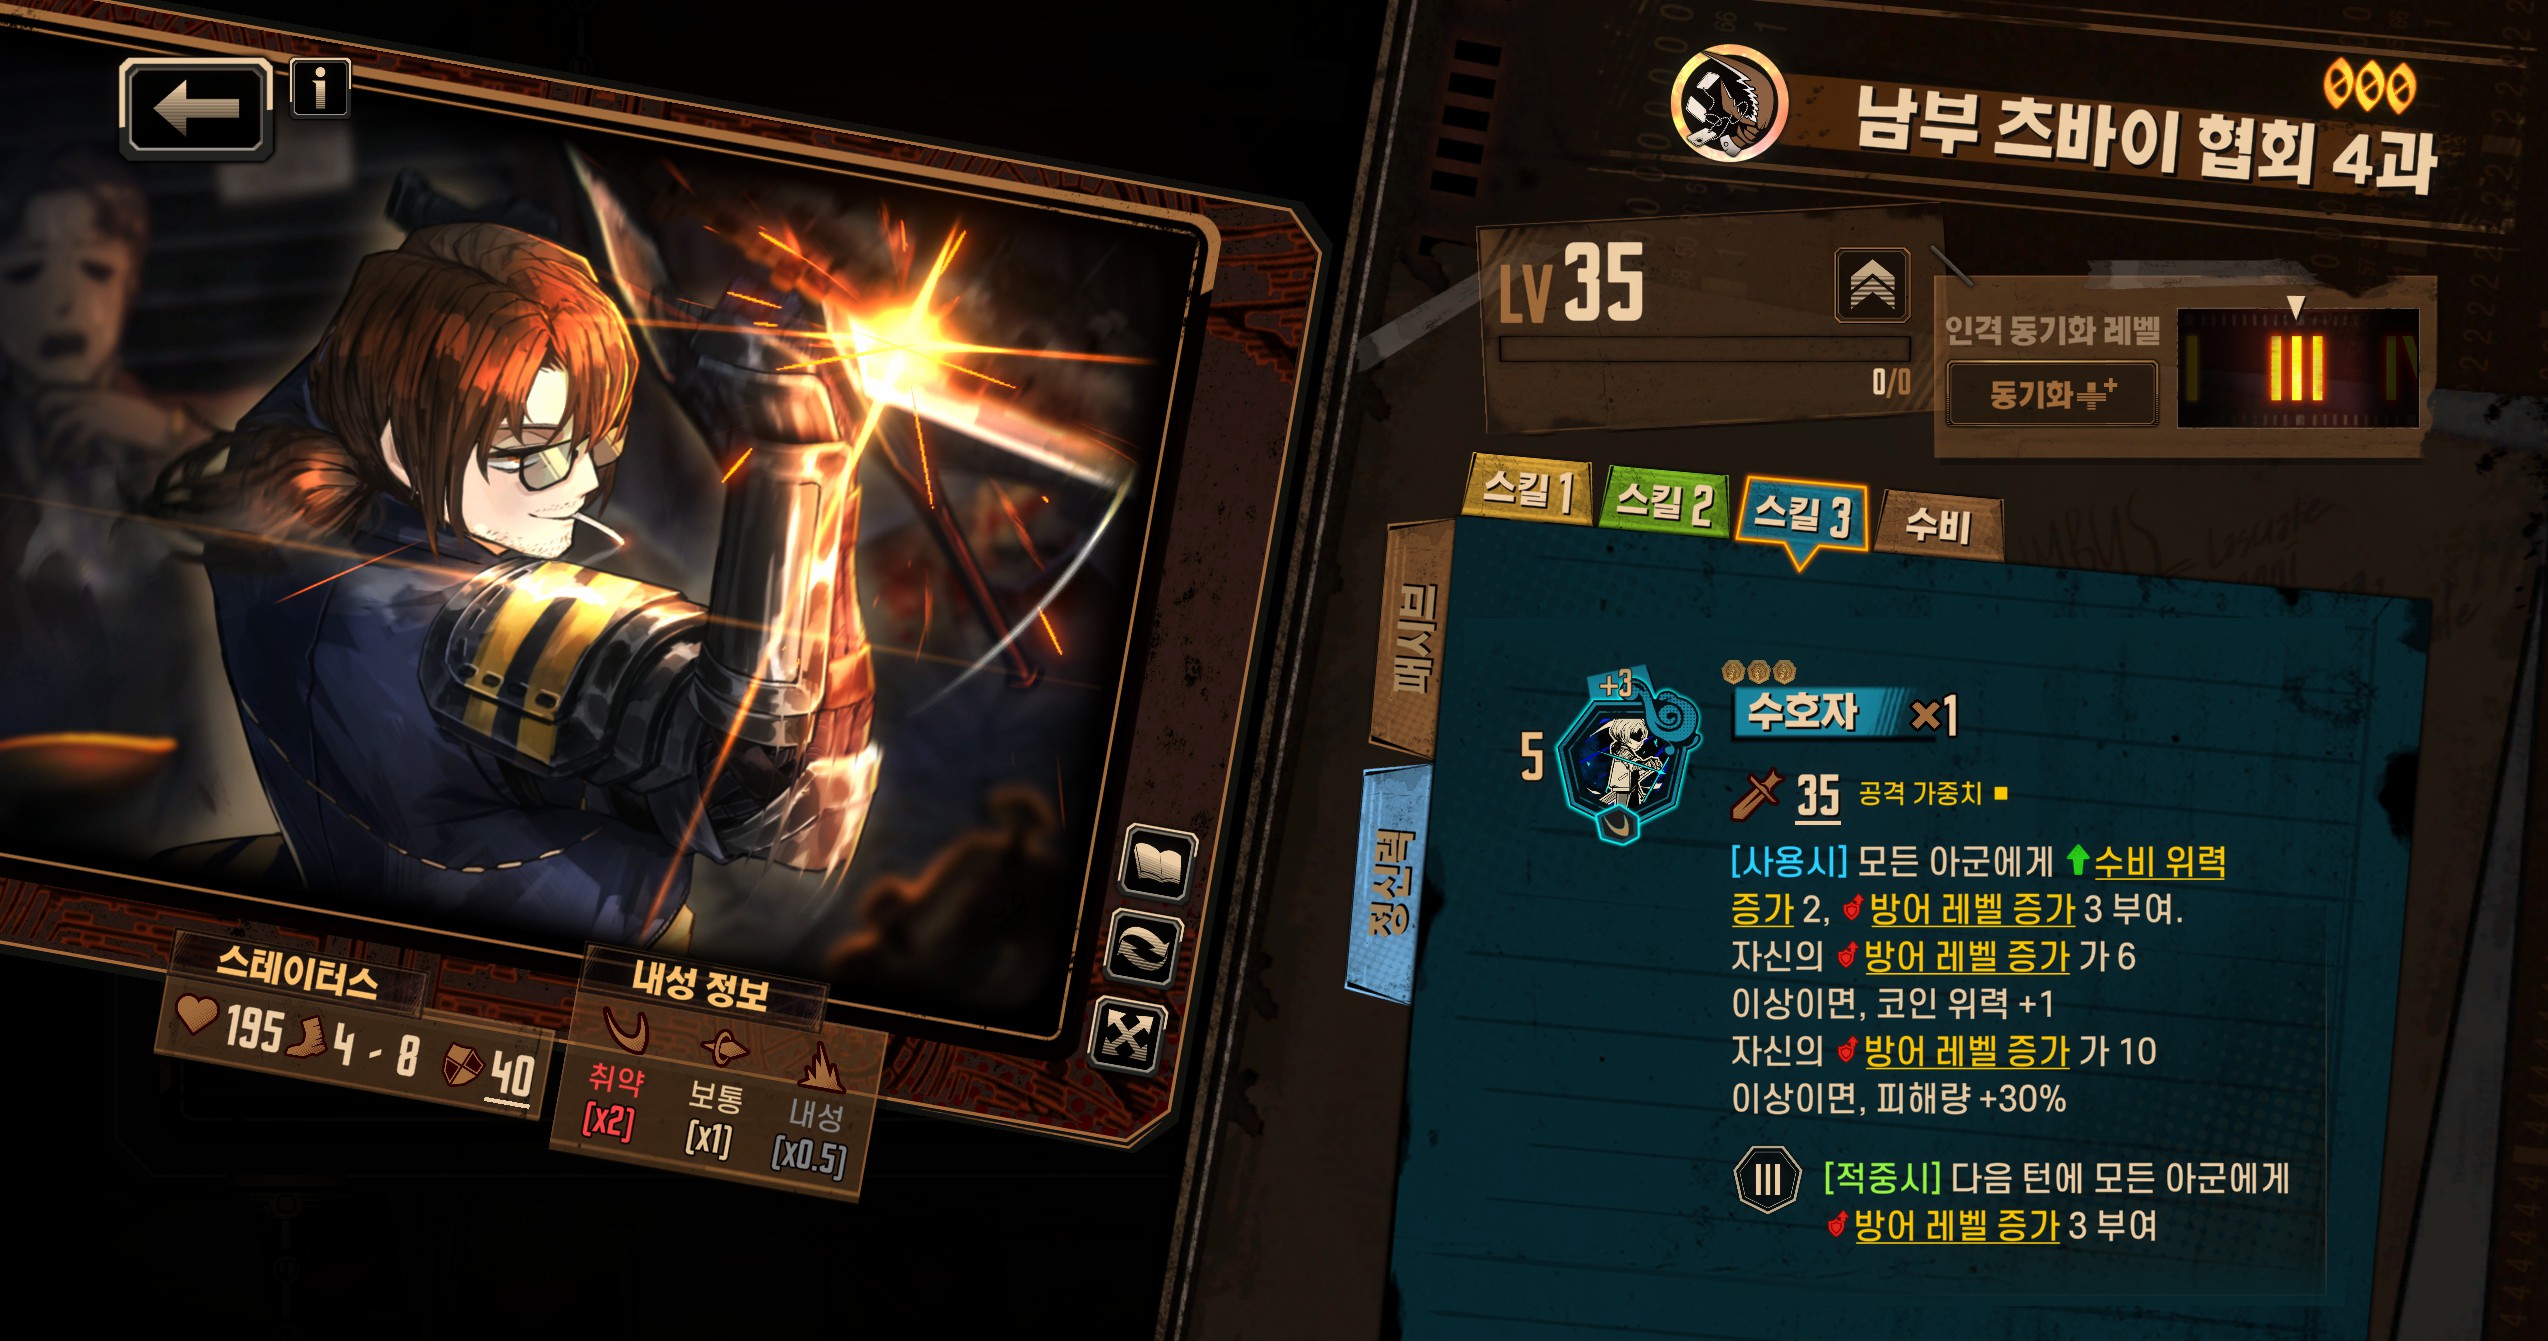 남부 츠바이 협회 4과
LV 35
0/0
인격 동기화 레벨
동기화
III
스킬 1
스킬 2
스킬 3
수비
패시브
정신력
+3
5
수호자 ×1
35 공격 가중치
[사용시] 모든 아군에게 수비 위력
증가 2, 방어 레벨 증가 3 부여.
자신의 방어 레벨 증가 가 6
이상이면, 코인 위력 +1
자신의 방어 레벨 증가 가 10
이상이면, 피해량 +30%
III [적중시] 다음 턴에 모든 아군에게
방어 레벨 증가 3 부여
스테이터스
195 4 - 8 40
내성 정보
취약 보통 내성
[x2] [x1] [x0.5]